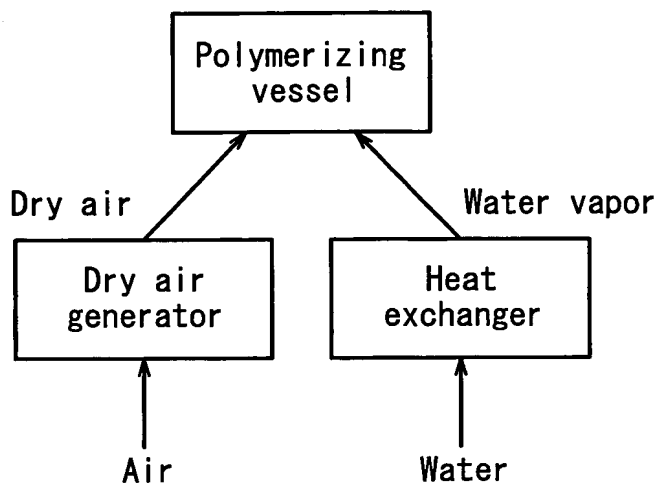 Polymerizing
vessel
Dry air
Water vapor
Dry air
generator
Heat
exchanger
Air
Water